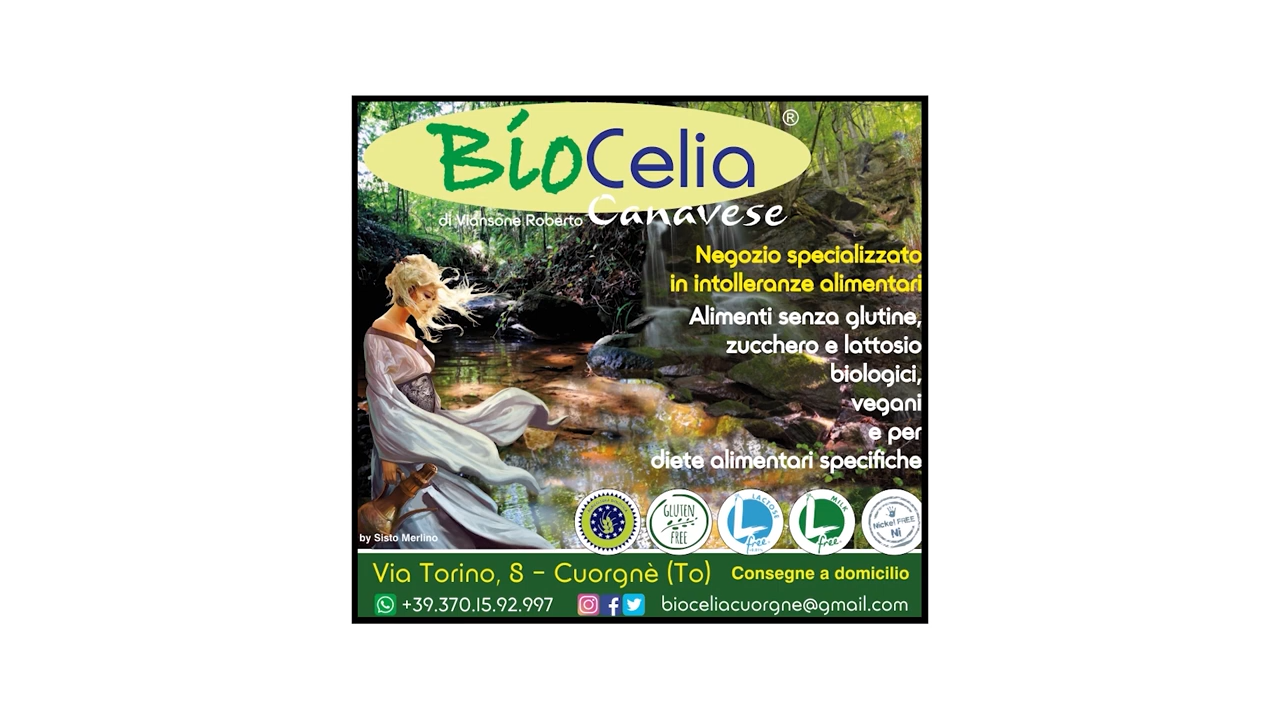 BioCelia ®
di Viansone Roberto Canavese
Negozio specializzato
in intolleranze alimentari
Alimenti senza glutine,
zucchero e lattosio
biologici,
vegani
e per
diete alimentari specifiche
GLUTEN
FREE
LACTOSE
free
MILK
free
Nickel FREE
Ni
by Sisto Merlino
Via Torino, 8 - Cuorgnè (To)
Consegne a domicilio
+39.370.15.92.997
bioceliacuorgne@gmail.com